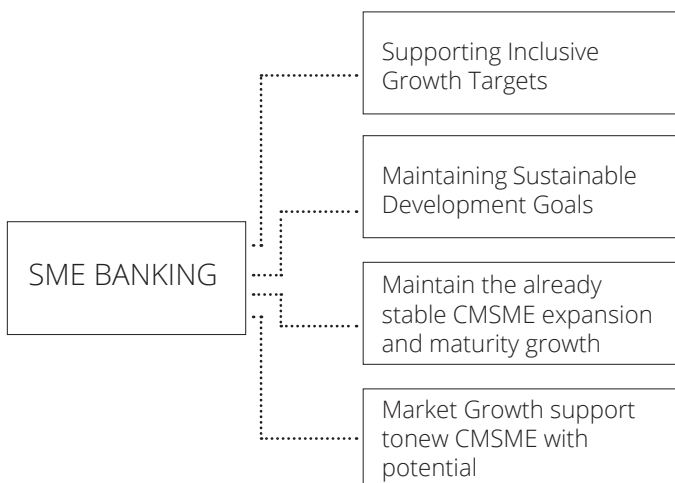 Supporting Inclusive
Growth Targets
Maintaining Sustainable
Development Goals
SME BANKING
Maintain the already
stable CMSME expansion
and maturity growth
Market Growth support
tonew CMSME with
potential